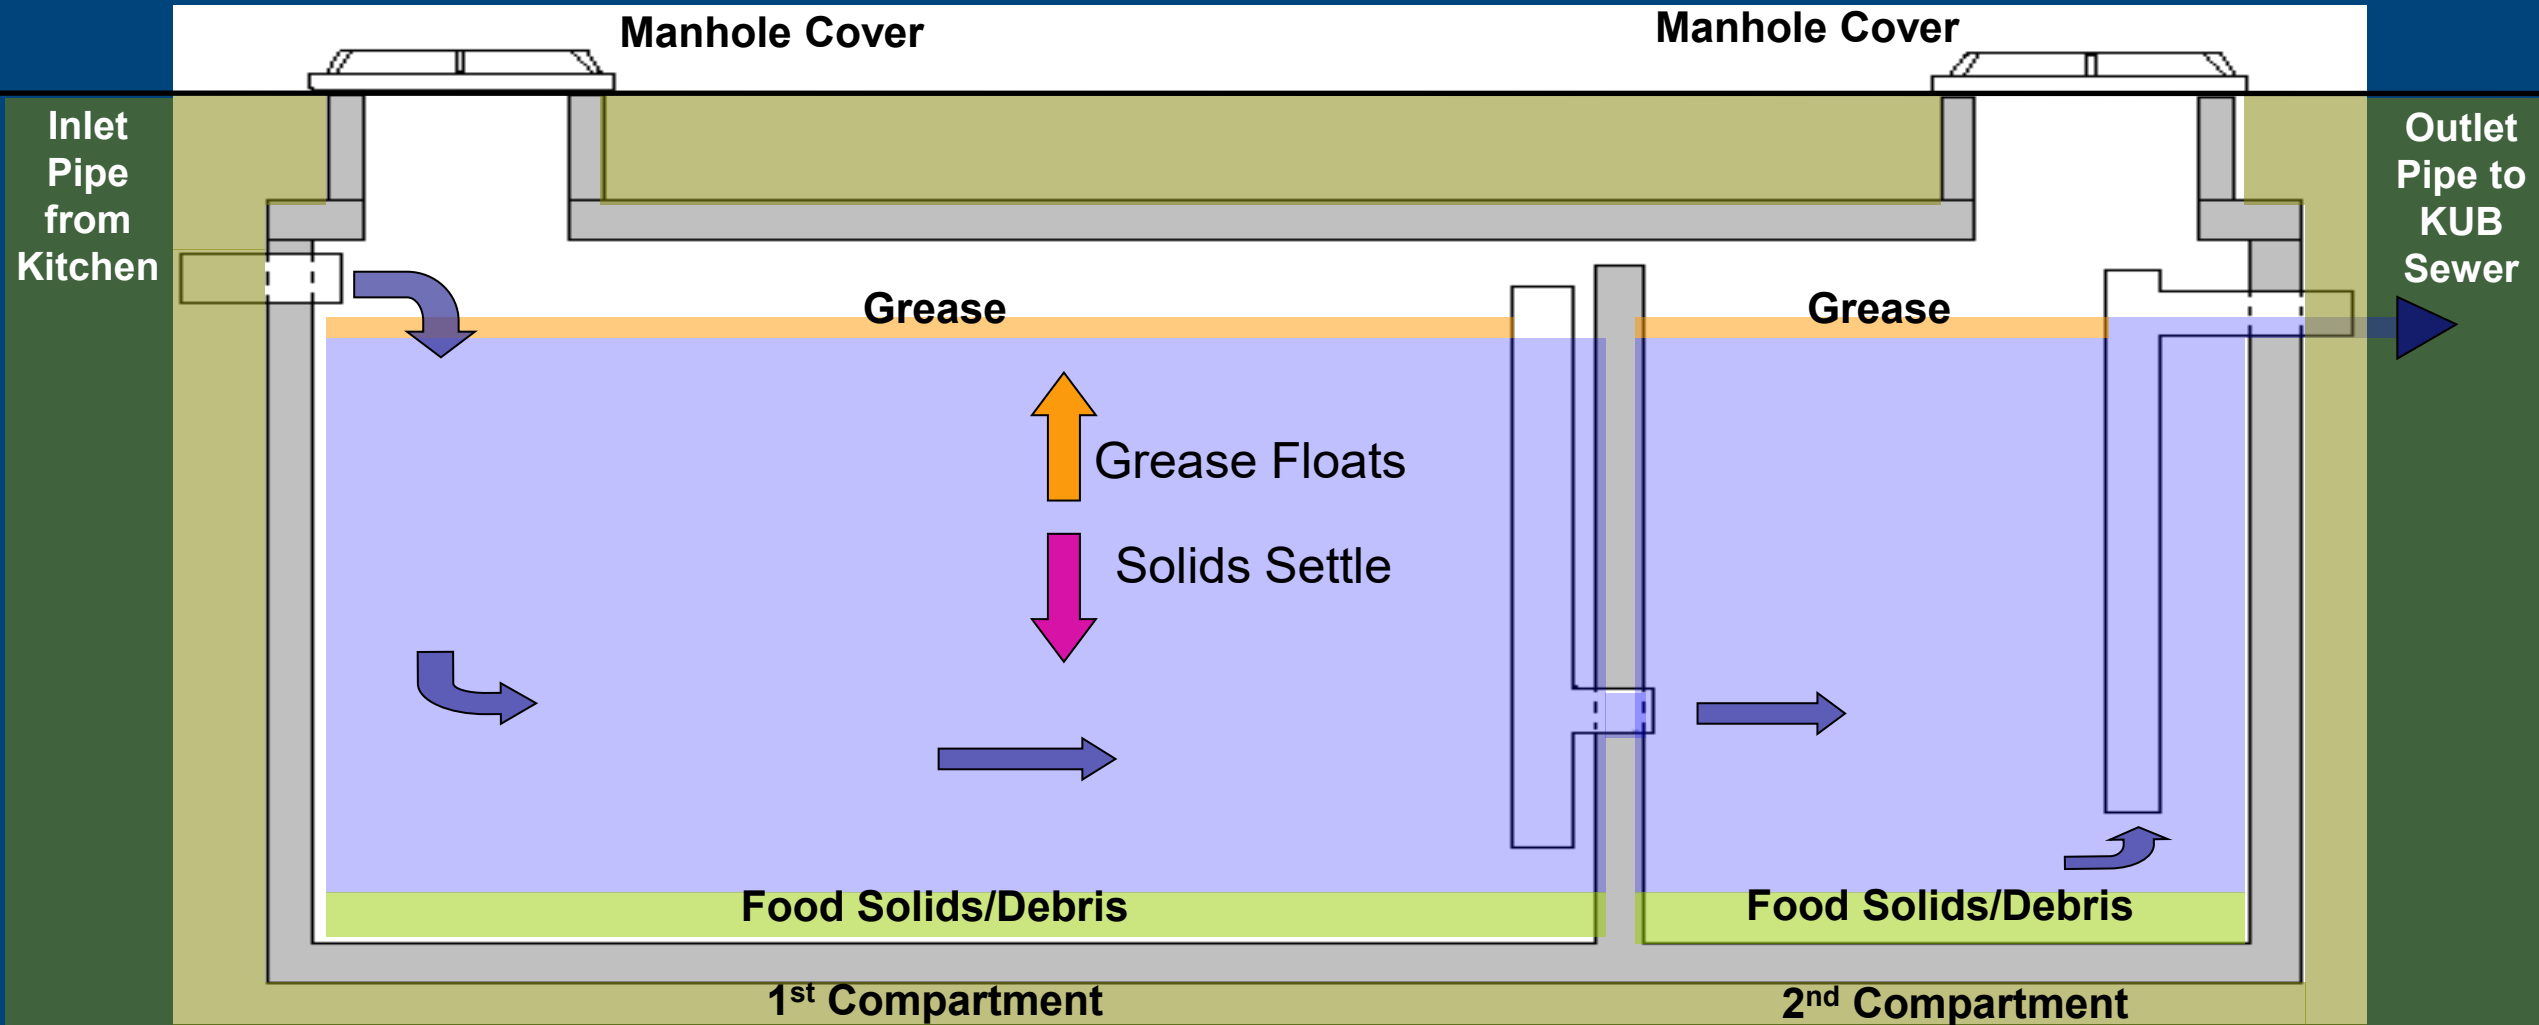 Manhole Cover
Manhole Cover
Inlet
Pipe
from
Kitchen
Outlet
Pipe to
KUB
Sewer
Grease
Grease
Grease Floats
Solids Settle
Food Solids/Debris
Food Solids/Debris
1st Compartment
2nd Compartment